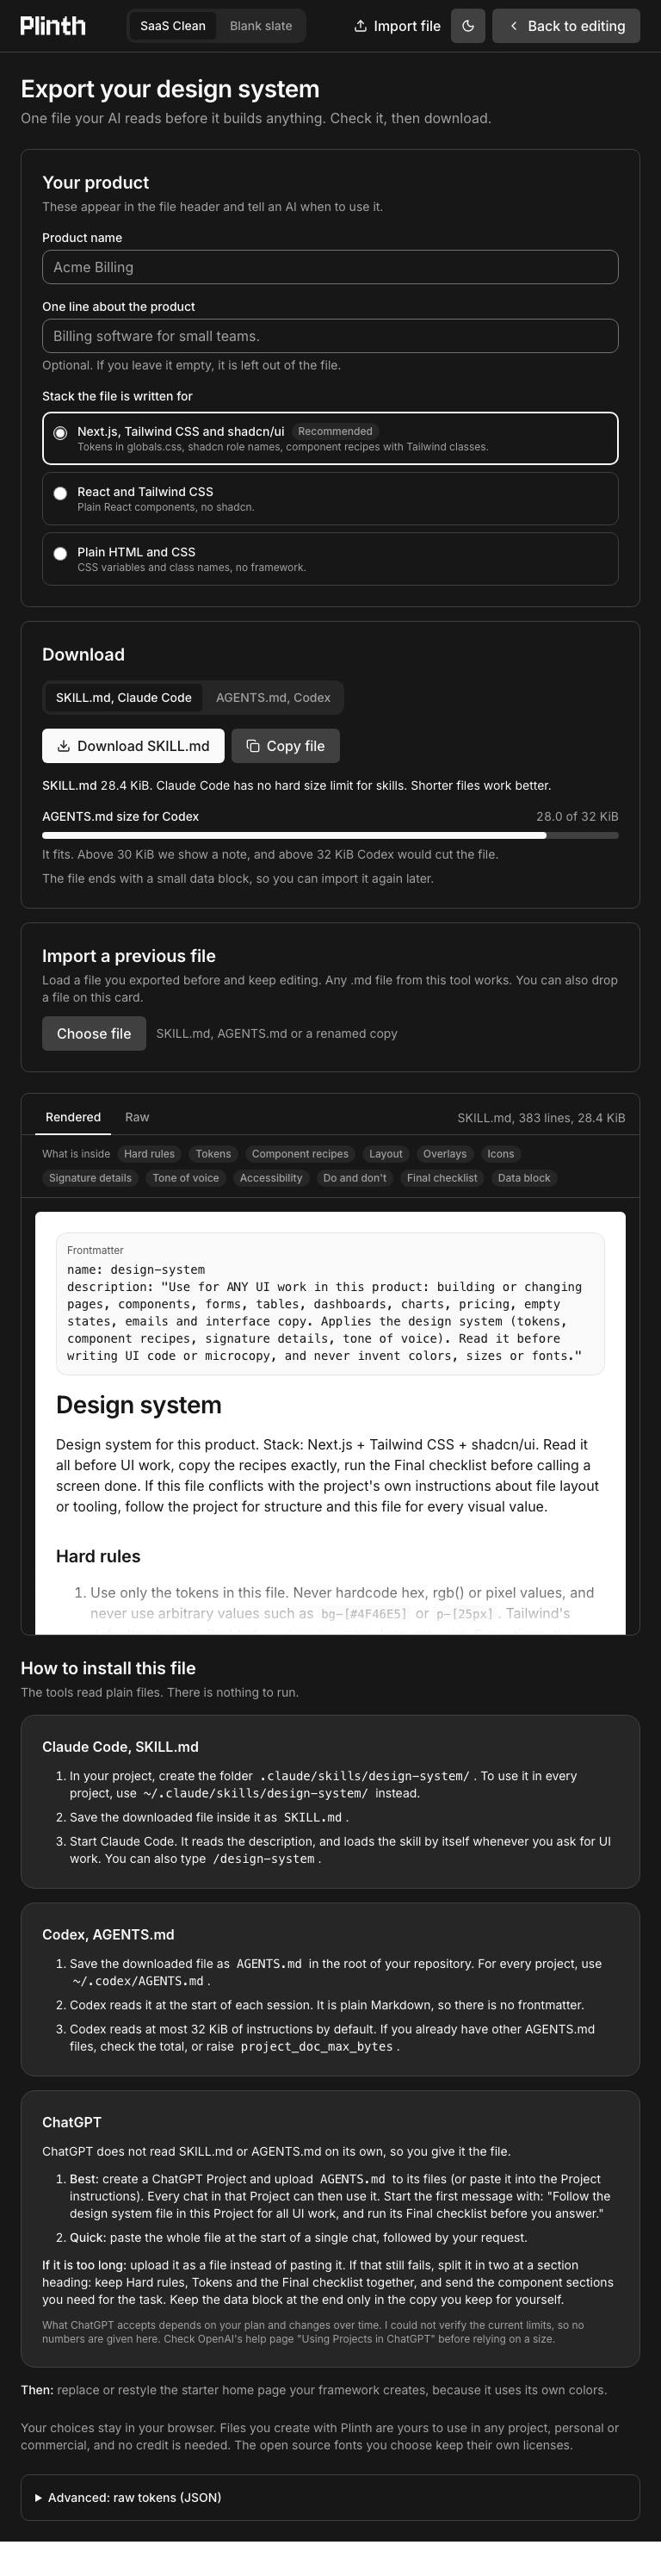 Plinth
SaaS Clean
Blank slate
Import file
Back to editing
Export your design system
One file your AI reads before it builds anything. Check it, then download.
Your product
These appear in the file header and tell an AI when to use it.
Product name
Acme Billing
One line about the product
Billing software for small teams.
Optional. If you leave it empty, it is left out of the file.
Stack the file is written for
Next.js, Tailwind CSS and shadcn/ui Recommended
Tokens in globals.css, shadcn role names, component recipes with Tailwind classes.
React and Tailwind CSS
Plain React components, no shadcn.
Plain HTML and CSS
CSS variables and class names, no framework.
Download
SKILL.md, Claude Code
AGENTS.md, Codex
Download SKILL.md
Copy file
SKILL.md 28.4 KiB. Claude Code has no hard size limit for skills. Shorter files work better.
AGENTS.md size for Codex 28.0 of 32 KiB
It fits. Above 30 KiB we show a note, and above 32 KiB Codex would cut the file.
The file ends with a small data block, so you can import it again later.
Import a previous file
Load a file you exported before and keep editing. Any .md file from this tool works. You can also drop
a file on this card.
Choose file SKILL.md, AGENTS.md or a renamed copy
Rendered Raw SKILL.md, 383 lines, 28.4 KiB
What is inside Hard rules Tokens Component recipes Layout Overlays Icons
Signature details Tone of voice Accessibility Do and don't Final checklist Data block
Frontmatter
name: design-system
description: "Use for ANY UI work in this product: building or changing
pages, components, forms, tables, dashboards, charts, pricing, empty
states, emails and interface copy. Applies the design system (tokens,
component recipes, signature details, tone of voice). Read it before
writing UI code or microcopy, and never invent colors, sizes or fonts."
Design system
Design system for this product. Stack: Next.js + Tailwind CSS + shadcn/ui. Read it
all before UI work, copy the recipes exactly, run the Final checklist before calling a
screen done. If this file conflicts with the project's own instructions about file layout
or tooling, follow the project for structure and this file for every visual value.
Hard rules
1. Use only the tokens in this file. Never hardcode hex, rgb() or pixel values, and
never use arbitrary values such as bg-[#4F46E5] or p-[25px]. Tailwind's
How to install this file
The tools read plain files. There is nothing to run.
Claude Code, SKILL.md
1. In your project, create the folder .claude/skills/design-system/. To use it in every
project, use ~/.claude/skills/design-system/ instead.
2. Save the downloaded file inside it as SKILL.md.
3. Start Claude Code. It reads the description, and loads the skill by itself whenever you ask for UI
work. You can also type /design-system.
Codex, AGENTS.md
1. Save the downloaded file as AGENTS.md in the root of your repository. For every project, use
~/.codex/AGENTS.md.
2. Codex reads it at the start of each session. It is plain Markdown, so there is no frontmatter.
3. Codex reads at most 32 KiB of instructions by default. If you already have other AGENTS.md
files, check the total, or raise project_doc_max_bytes.
ChatGPT
ChatGPT does not read SKILL.md or AGENTS.md on its own, so you give it the file.
1. Best: create a ChatGPT Project and upload AGENTS.md to its files (or paste it into the Project
instructions). Every chat in that Project can then use it. Start the first message with: "Follow the
design system file in this Project for all UI work, and run its Final checklist before you answer."
2. Quick: paste the whole file at the start of a single chat, followed by your request.
If it is too long: upload it as a file instead of pasting it. If that still fails, split it in two at a section
heading: keep Hard rules, Tokens and the Final checklist together, and send the component sections
you need for the task. Keep the data block at the end only in the copy you keep for yourself.
What ChatGPT accepts depends on your plan and changes over time. I could not verify the current limits, so no
numbers are given here. Check OpenAI's help page "Using Projects in ChatGPT" before relying on a size.
Then: replace or restyle the starter home page your framework creates, because it uses its own colors.
Your choices stay in your browser. Files you create with Plinth are yours to use in any project, personal or
commercial, and no credit is needed. The open source fonts you choose keep their own licenses.
Advanced: raw tokens (JSON)